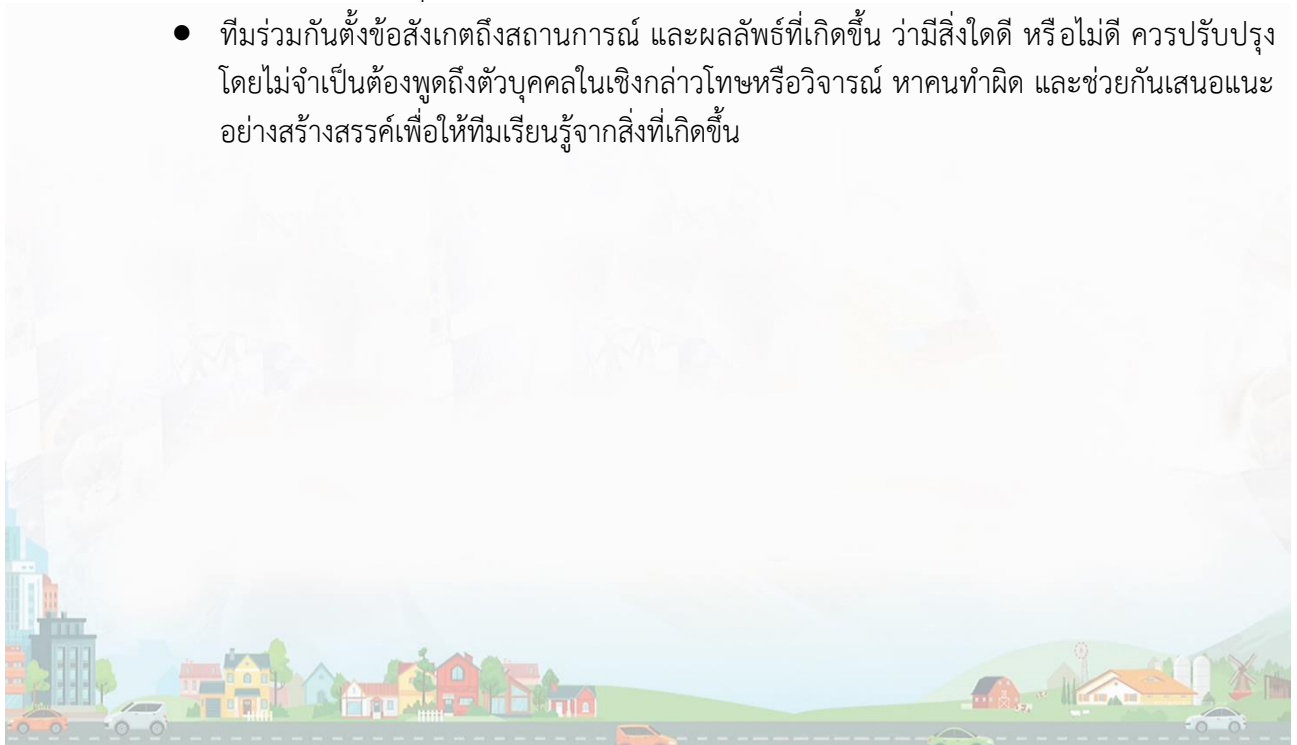 ● ทีมร่วมกันตั้งข้อสังเกตถึงสถานการณ์ และผลลัพธ์ที่เกิดขึ้น ว่ามีสิ่งใดดี หรือไม่ดี ควรปรับปรุง
โดยไม่จำเป็นต้องพูดถึงตัวบุคคลในเชิงกล่าวโทษหรือวิจารณ์ หาคนทำผิด และช่วยกันเสนอแนะ
อย่างสร้างสรรค์เพื่อให้ทีมเรียนรู้จากสิ่งที่เกิดขึ้น